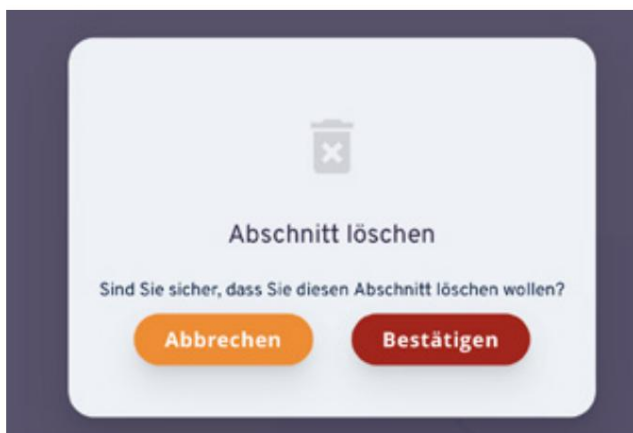 Abschnitt löschen
Sind Sie sicher, dass Sie diesen Abschnitt löschen wollen?
Abbrechen Bestätigen